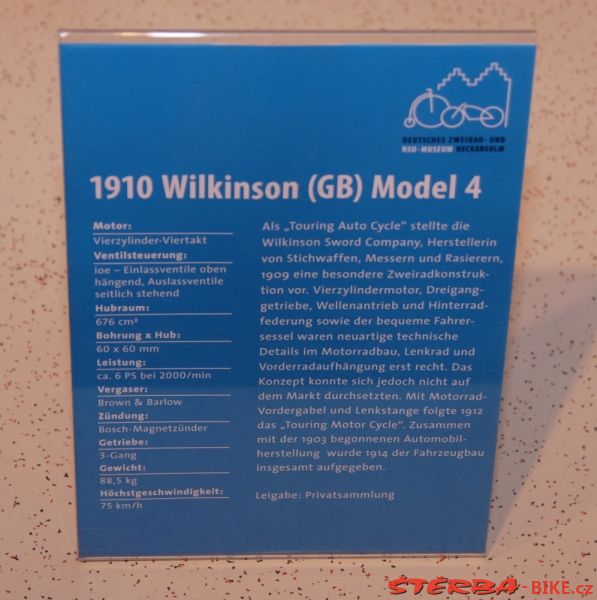 DEUTSCHES ZWEIRAD- UND
NSU-MUSEUM NECKARSULM
1910 Wilkinson (GB) Model 4
Motor:
Vierzylinder-Viertakt
Ventilsteuerung:
ioe – Einlassventile oben
hängend, Auslassventile
seitlich stehend
Hubraum:
676 cm³
Bohrung x Hub:
60 x 60 mm
Leistung:
ca. 6 PS bei 2000/min
Vergaser:
Brown & Barlow
Zündung:
Bosch-Magnetzünder
Getriebe:
3-Gang
Gewicht:
88,5 kg
Höchstgeschwindigkeit:
75 km/h
Als „Touring Auto Cycle“ stellte die
Wilkinson Sword Company, Herstellerin
von Stichwaffen, Messern und Rasierern,
1909 eine besondere Zweiradkonstruk-
tion vor. Vierzylindermotor, Dreigang-
getriebe, Wellenantrieb und Hinterrad-
federung sowie der bequeme Fahrer-
sessel waren neuartige technische
Details im Motorradbau, Lenkrad und
Vorderradaufhängung erst recht. Das
Konzept konnte sich jedoch nicht auf
dem Markt durchsetzten. Mit Motorrad-
Vordergabel und Lenkstange folgte 1912
das „Touring Motor Cycle“. Zusammen
mit der 1903 begonnenen Automobil-
herstellung wurde 1914 der Fahrzeugbau
insgesamt aufgegeben.
Leigabe: Privatsammlung
ŠTĚRBA-BIKE.cz